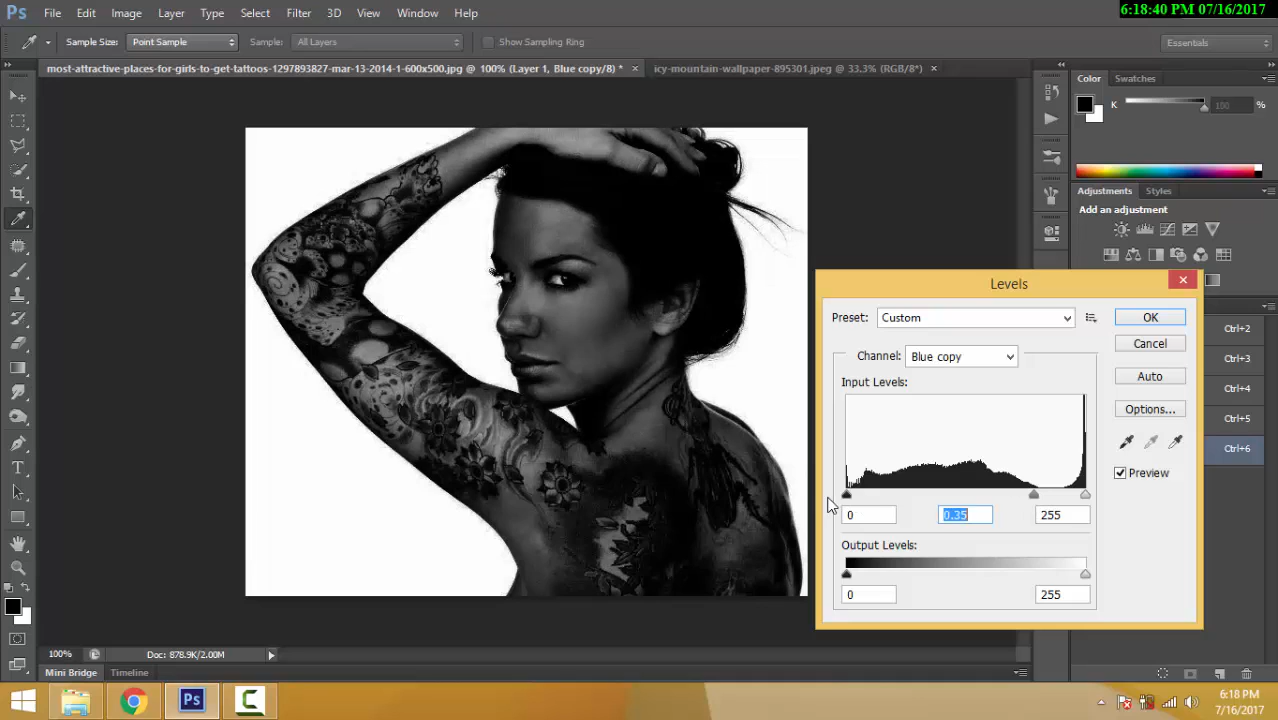 6:18:40 PM 07/16/2017
Ps File Edit Image Layer Type Select Filter 3D View Window Help
Sample Size: Point Sample Sample: All Layers Show Sampling Ring Essentials
most-attractive-places-for-girls-to-get-tattoos-1297893827-mar-13-2014-1-600x500.jpg @ 100% (Layer 1, Blue copy/8) * × icy-mountain-wallpaper-895301.jpeg @ 33.3% (RGB/8*) ×
Color Swatches
K 100 %
Adjustments Styles
Add an adjustment
Levels
Preset: Custom OK
Channel: Blue copy Cancel
Input Levels: Auto
Options...
Preview
0 0.35 255
Output Levels:
0 255
Ctrl+2
Ctrl+3
Ctrl+4
Ctrl+5
Ctrl+6
T
100% Doc: 878.9K/2.00M
Mini Bridge Timeline
Ps C 6:18 PM
7/16/2017